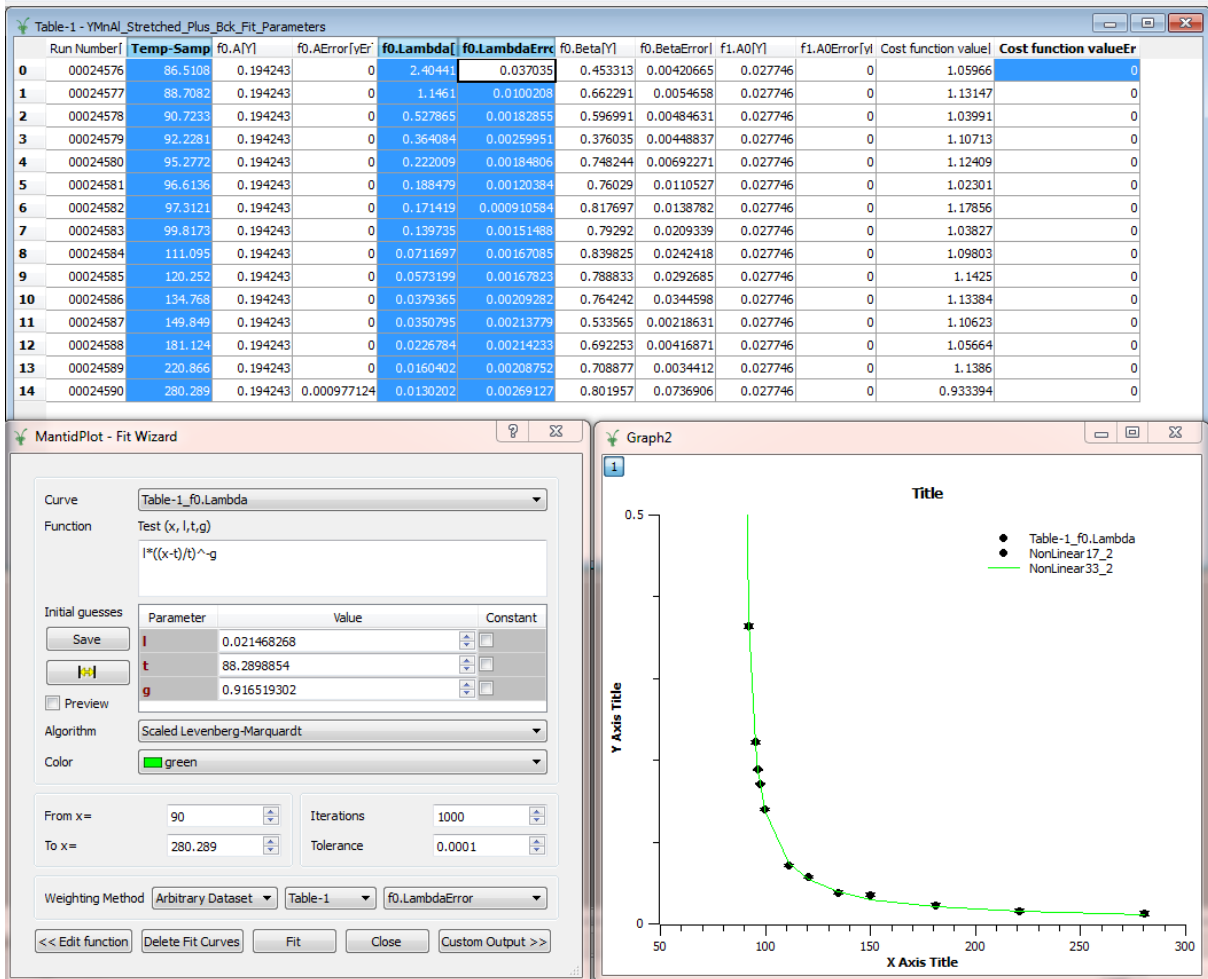 Table-1 - YMnAl_Stretched_Plus_Bck_Fit_Parameters
Run Number[ Temp-Samp f0.A[Y] f0.AError[yEr f0.Lambda[ f0.LambdaErrc f0.Beta[Y] f0.BetaError[ f1.A0[Y] f1.A0Error[yI Cost function value[ Cost function valueEr
0 00024576 86.5108 0.194243 0 2.40441 0.037035 0.453313 0.00420665 0.027746 0 1.05966 0
1 00024577 88.7082 0.194243 0 1.1461 0.0100208 0.662291 0.0054658 0.027746 0 1.13147 0
2 00024578 90.7233 0.194243 0 0.527865 0.00182855 0.596991 0.00484631 0.027746 0 1.03991 0
3 00024579 92.2281 0.194243 0 0.364084 0.00259951 0.376035 0.00448837 0.027746 0 1.10713 0
4 00024580 95.2772 0.194243 0 0.222009 0.00184806 0.748244 0.00692271 0.027746 0 1.12409 0
5 00024581 96.6136 0.194243 0 0.188479 0.00120384 0.76029 0.0110527 0.027746 0 1.02301 0
6 00024582 97.3121 0.194243 0 0.171419 0.000910584 0.817697 0.0138782 0.027746 0 1.17856 0
7 00024583 99.8173 0.194243 0 0.139735 0.00151488 0.79292 0.0209339 0.027746 0 1.03827 0
8 00024584 111.095 0.194243 0 0.0711697 0.00167085 0.839825 0.0242418 0.027746 0 1.09803 0
9 00024585 120.252 0.194243 0 0.0573199 0.00167823 0.788833 0.0292685 0.027746 0 1.1425 0
10 00024586 134.768 0.194243 0 0.0379365 0.00209282 0.764242 0.0344598 0.027746 0 1.13384 0
11 00024587 149.849 0.194243 0 0.0350795 0.00213779 0.533565 0.00218631 0.027746 0 1.10623 0
12 00024588 181.124 0.194243 0 0.0226784 0.00214233 0.692253 0.00416871 0.027746 0 1.05664 0
13 00024589 220.866 0.194243 0 0.0160402 0.00208752 0.708877 0.0034412 0.027746 0 1.1386 0
14 00024590 280.289 0.194243 0.000977124 0.0130202 0.00269127 0.801957 0.0736906 0.027746 0 0.933394 0
MantidPlot - Fit Wizard
Curve Table-1_f0.Lambda
Function Test (x, l,t,g)
l*((x-t)/t)^-g
Initial guesses
Parameter Value Constant
Save
l 0.021468268
t 88.2898854
g 0.916519302
Preview
Algorithm Scaled Levenberg-Marquardt
Color green
From x= 90 Iterations 1000
To x= 280.289 Tolerance 0.0001
Weighting Method Arbitrary Dataset Table-1 f0.LambdaError
<< Edit function Delete Fit Curves Fit Close Custom Output >>
Graph2
1
Title
Table-1_f0.Lambda
NonLinear17_2
NonLinear33_2
0.5
0
Y Axis Title
50 100 150 200 250 300
X Axis Title